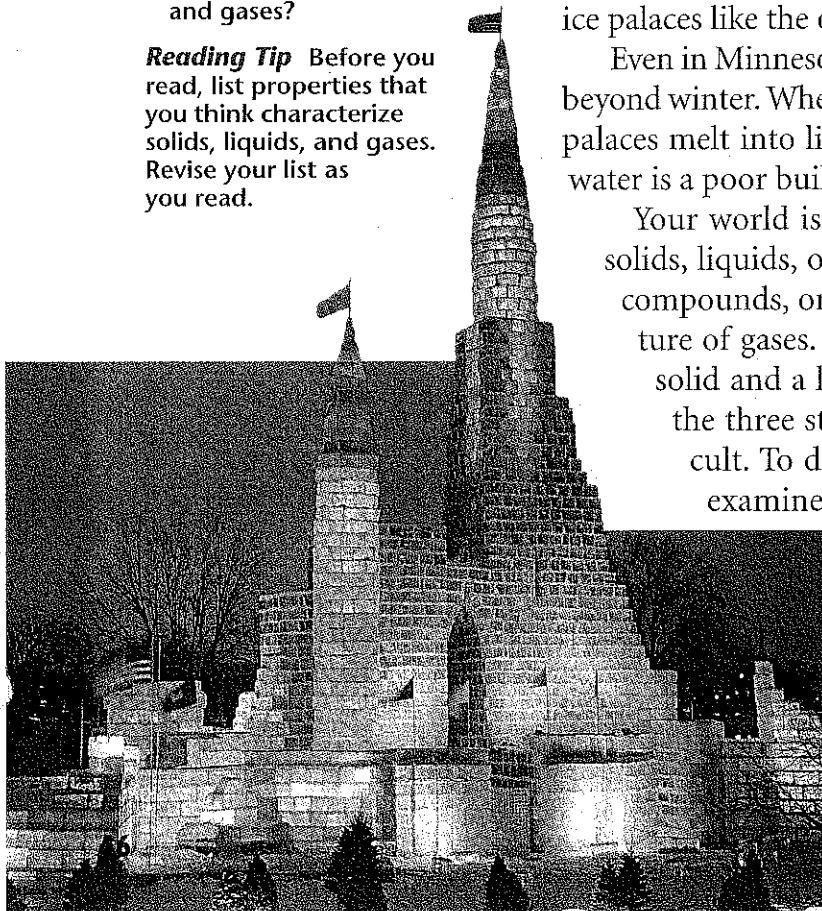 and gases?
Reading Tip Before you
read, list properties that
you think characterize
solids, liquids, and gases.
Revise your list as
you read.
ice palaces like the
Even in Minnes
beyond winter. Whe
palaces melt into li
water is a poor buil
Your world is
solids, liquids, o
compounds, or
ture of gases.
solid and a l
the three st
cult. To d
examine